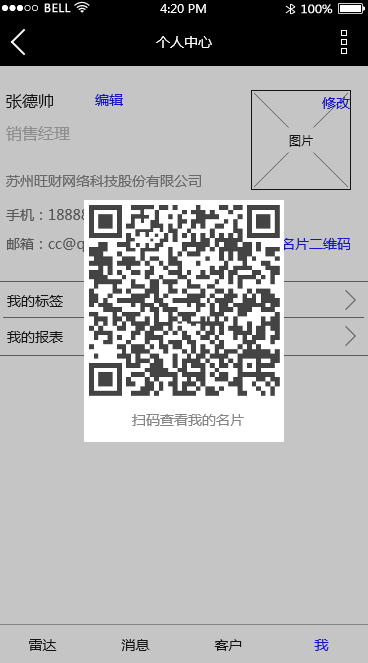 BELL 4:20 PM 100%
个人中心
张德帅 编辑
修改
销售经理
图片
苏州旺财网络科技股份有限公司
手机：18888
邮箱：cc@q 名片二维码
我的标签
我的报表
扫码查看我的名片
雷达 消息 客户 我